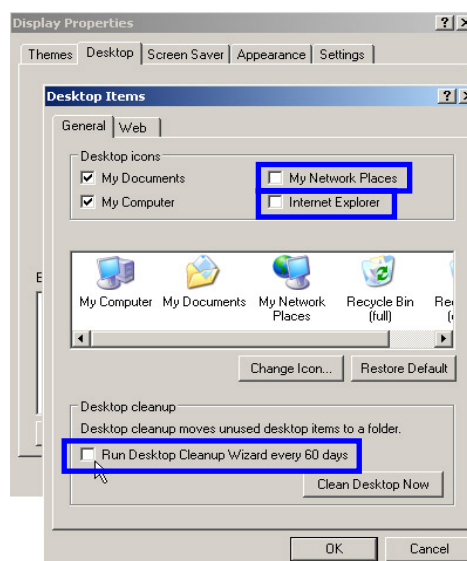 Display Properties
Themes Desktop Screen Saver Appearance Settings
Desktop Items
General Web
Desktop icons
My Documents My Network Places
My Computer Internet Explorer
My Computer My Documents My Network Places Recycle Bin (full)
Change Icon... Restore Default
Desktop cleanup
Desktop cleanup moves unused desktop items to a folder.
Run Desktop Cleanup Wizard every 60 days
Clean Desktop Now
OK Cancel